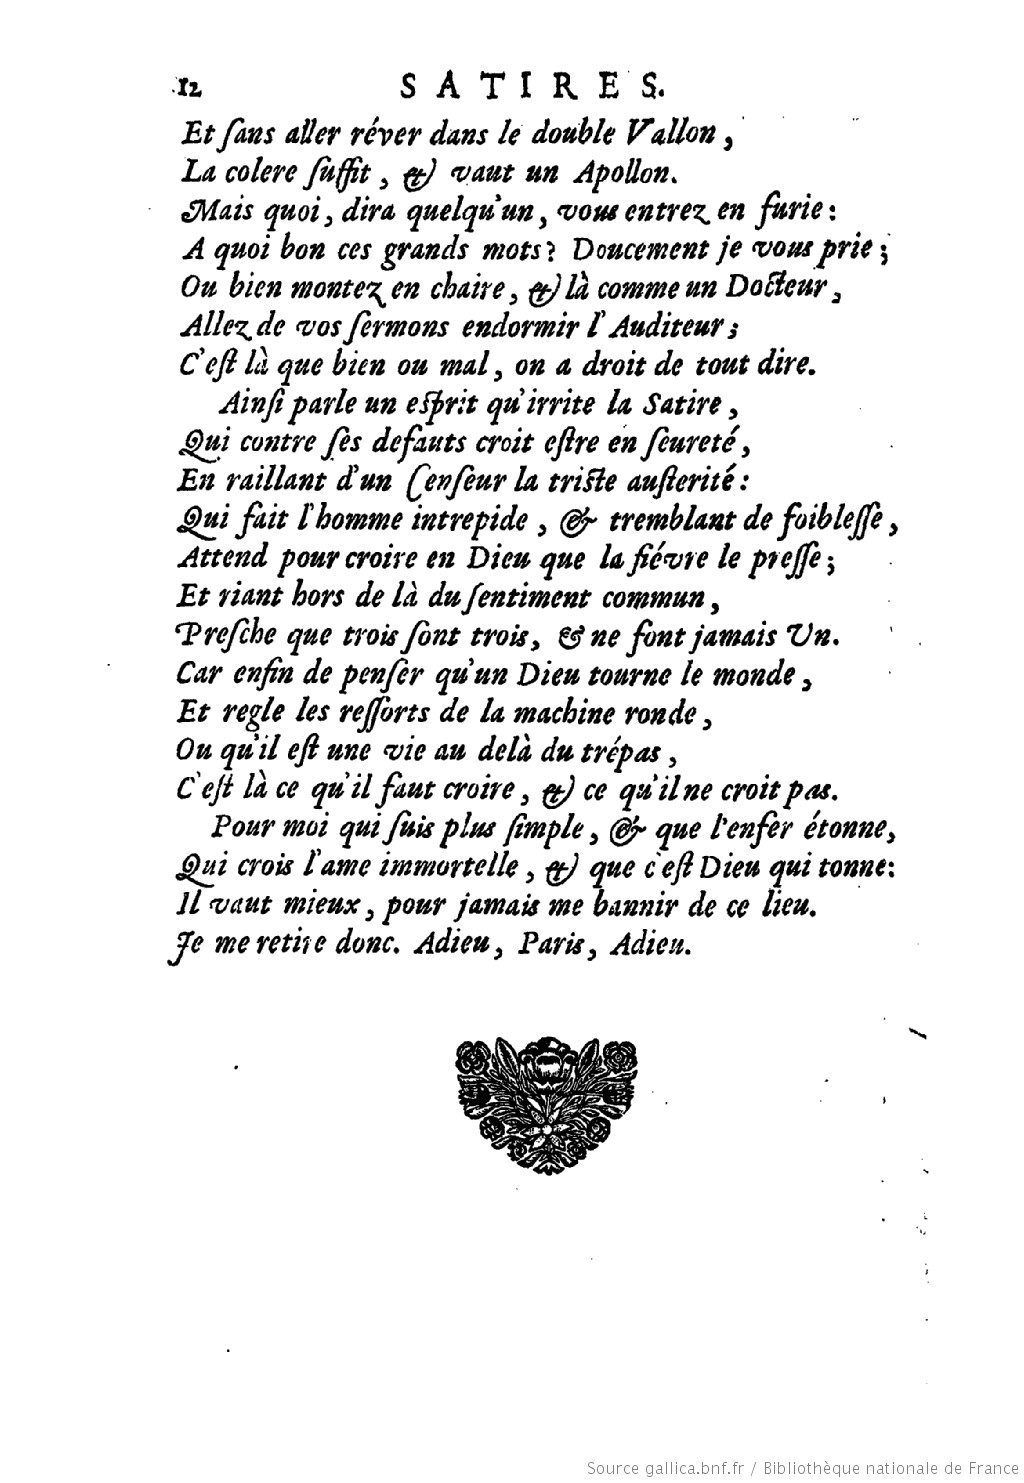 12 SATIRES.
Et ſans aller réver dans le double Vallon,
La colere ſuffit, & vaut un Apollon.
Mais quoi, dira quelqu'un, vous entrez en furie:
A quoi bon ces grands mots? Doucement je vous prie;
Ou bien montez en chaire, & là comme un Docteur,
Allez de vos ſermons endormir l'Auditeur;
C'eſt là que bien ou mal, on a droit de tout dire.
Ainſi parle un eſprit qu'irrite la Satire,
Qui contre ſes defauts croit eſtre en ſeureté,
En raillant d'un Cenſeur la triſte auſterité:
Qui fait l'homme intrepide, & tremblant de foibleſſe,
Attend pour croire en Dieu que la fiévre le preſſe;
Et riant hors de là du ſentiment commun,
Preſche que trois ſont trois, & ne font jamais Un.
Car enfin de penſer qu'un Dieu tourne le monde,
Et regle les reſſorts de la machine ronde,
Ou qu'il eſt une vie au delà du trépas,
C'eſt là ce qu'il faut croire, & ce qu'il ne croit pas.
Pour moi qui ſuis plus ſimple, & que l'enfer étonne,
Qui crois l'ame immortelle, & que c'eſt Dieu qui tonne:
Il vaut mieux, pour jamais me bannir de ce lieu.
Je me retire donc. Adieu, Paris, Adieu.
Source gallica.bnf.fr / Bibliothèque nationale de France